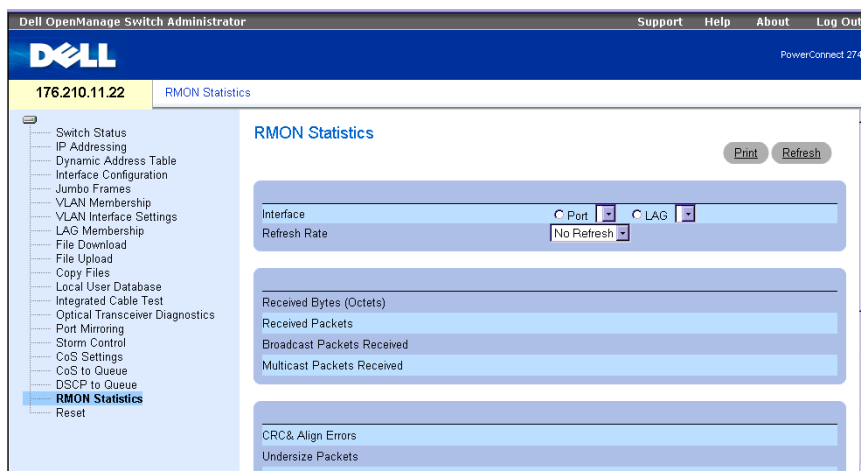 Dell OpenManage Switch Administrator
Support Help About Log Out
DELL
PowerConnect 274
176.210.11.22
RMON Statistics
Switch Status
IP Addressing
Dynamic Address Table
Interface Configuration
Jumbo Frames
VLAN Membership
VLAN Interface Settings
LAG Membership
File Download
File Upload
Copy Files
Local User Database
Integrated Cable Test
Optical Transceiver Diagnostics
Port Mirroring
Storm Control
CoS Settings
CoS to Queue
DSCP to Queue
RMON Statistics
Reset
RMON Statistics
Print Refresh
Interface Port LAG
Refresh Rate No Refresh
Received Bytes (Octets)
Received Packets
Broadcast Packets Received
Multicast Packets Received
CRC& Align Errors
Undersize Packets